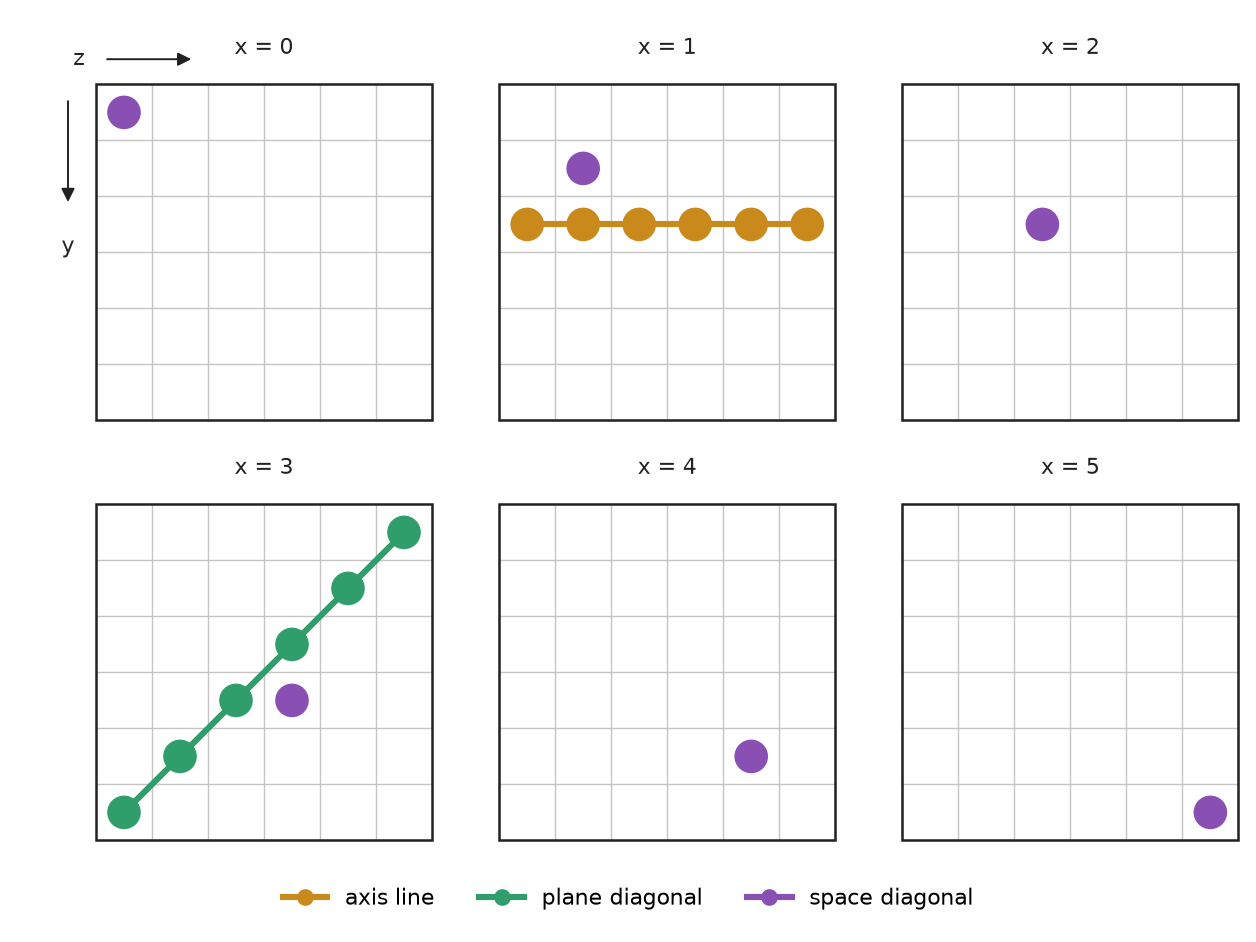 x = 0
x = 1
x = 2
z
y
x = 3
x = 4
x = 5
axis line
plane diagonal
space diagonal